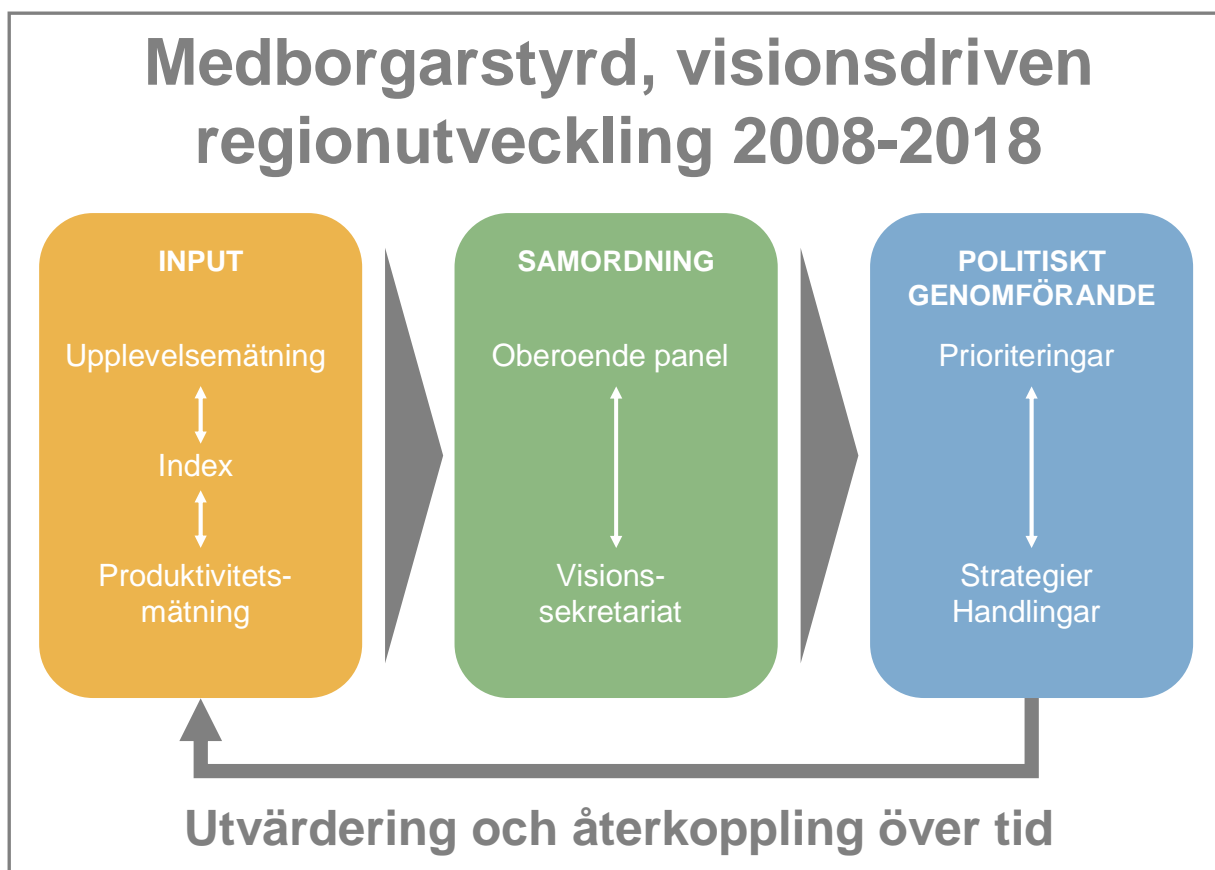 Medborgarstyrd, visionsdriven
regionutveckling 2008-2018
INPUT
Upplevelsemätning
Index
Produktivitets-
mätning
SAMORDNING
Oberoende panel
Visions-
sekretariat
POLITISKT
GENOMFÖRANDE
Prioriteringar
Strategier
Handlingar
Utvärdering och återkoppling över tid